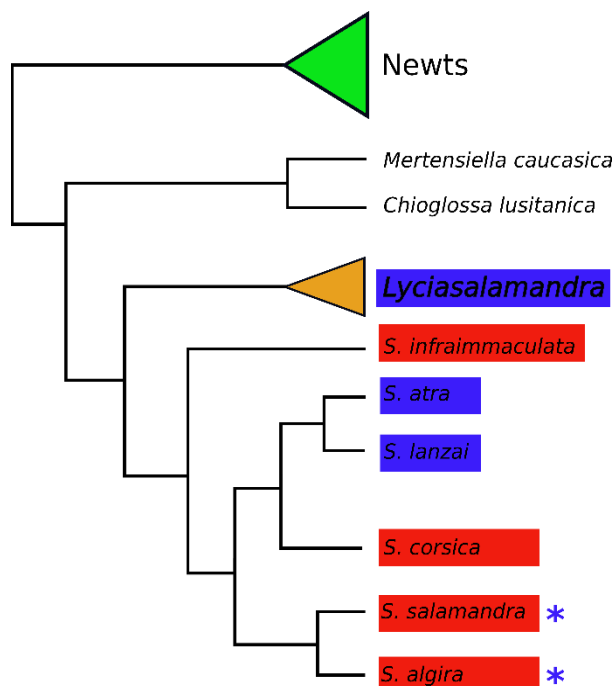 Newts
Mertensiella caucasica
Chioglossa lusitanica
Lyciasalamandra
S. infraimmaculata
S. atra
S. lanzai
S. corsica
S. salamandra *
S. algira *